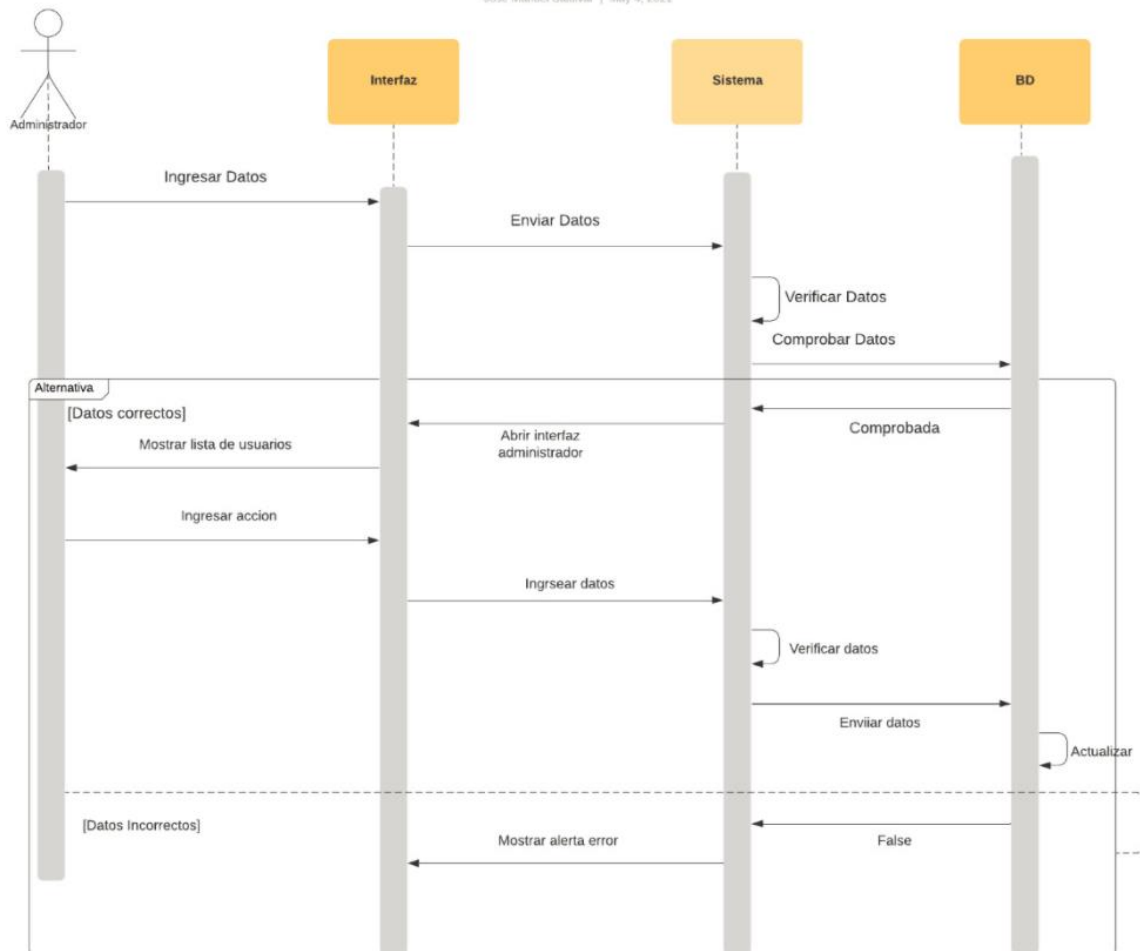 Interfaz
Sistema
BD
Administrador
Ingresar Datos
Enviar Datos
Verificar Datos
Comprobar Datos
Alternativa
[Datos correctos]
Comprobada
Abrir interfaz
administrador
Mostrar lista de usuarios
Ingresar accion
Ingrsear datos
Verificar datos
Enviiar datos
Actualizar
[Datos Incorrectos]
False
Mostrar alerta error